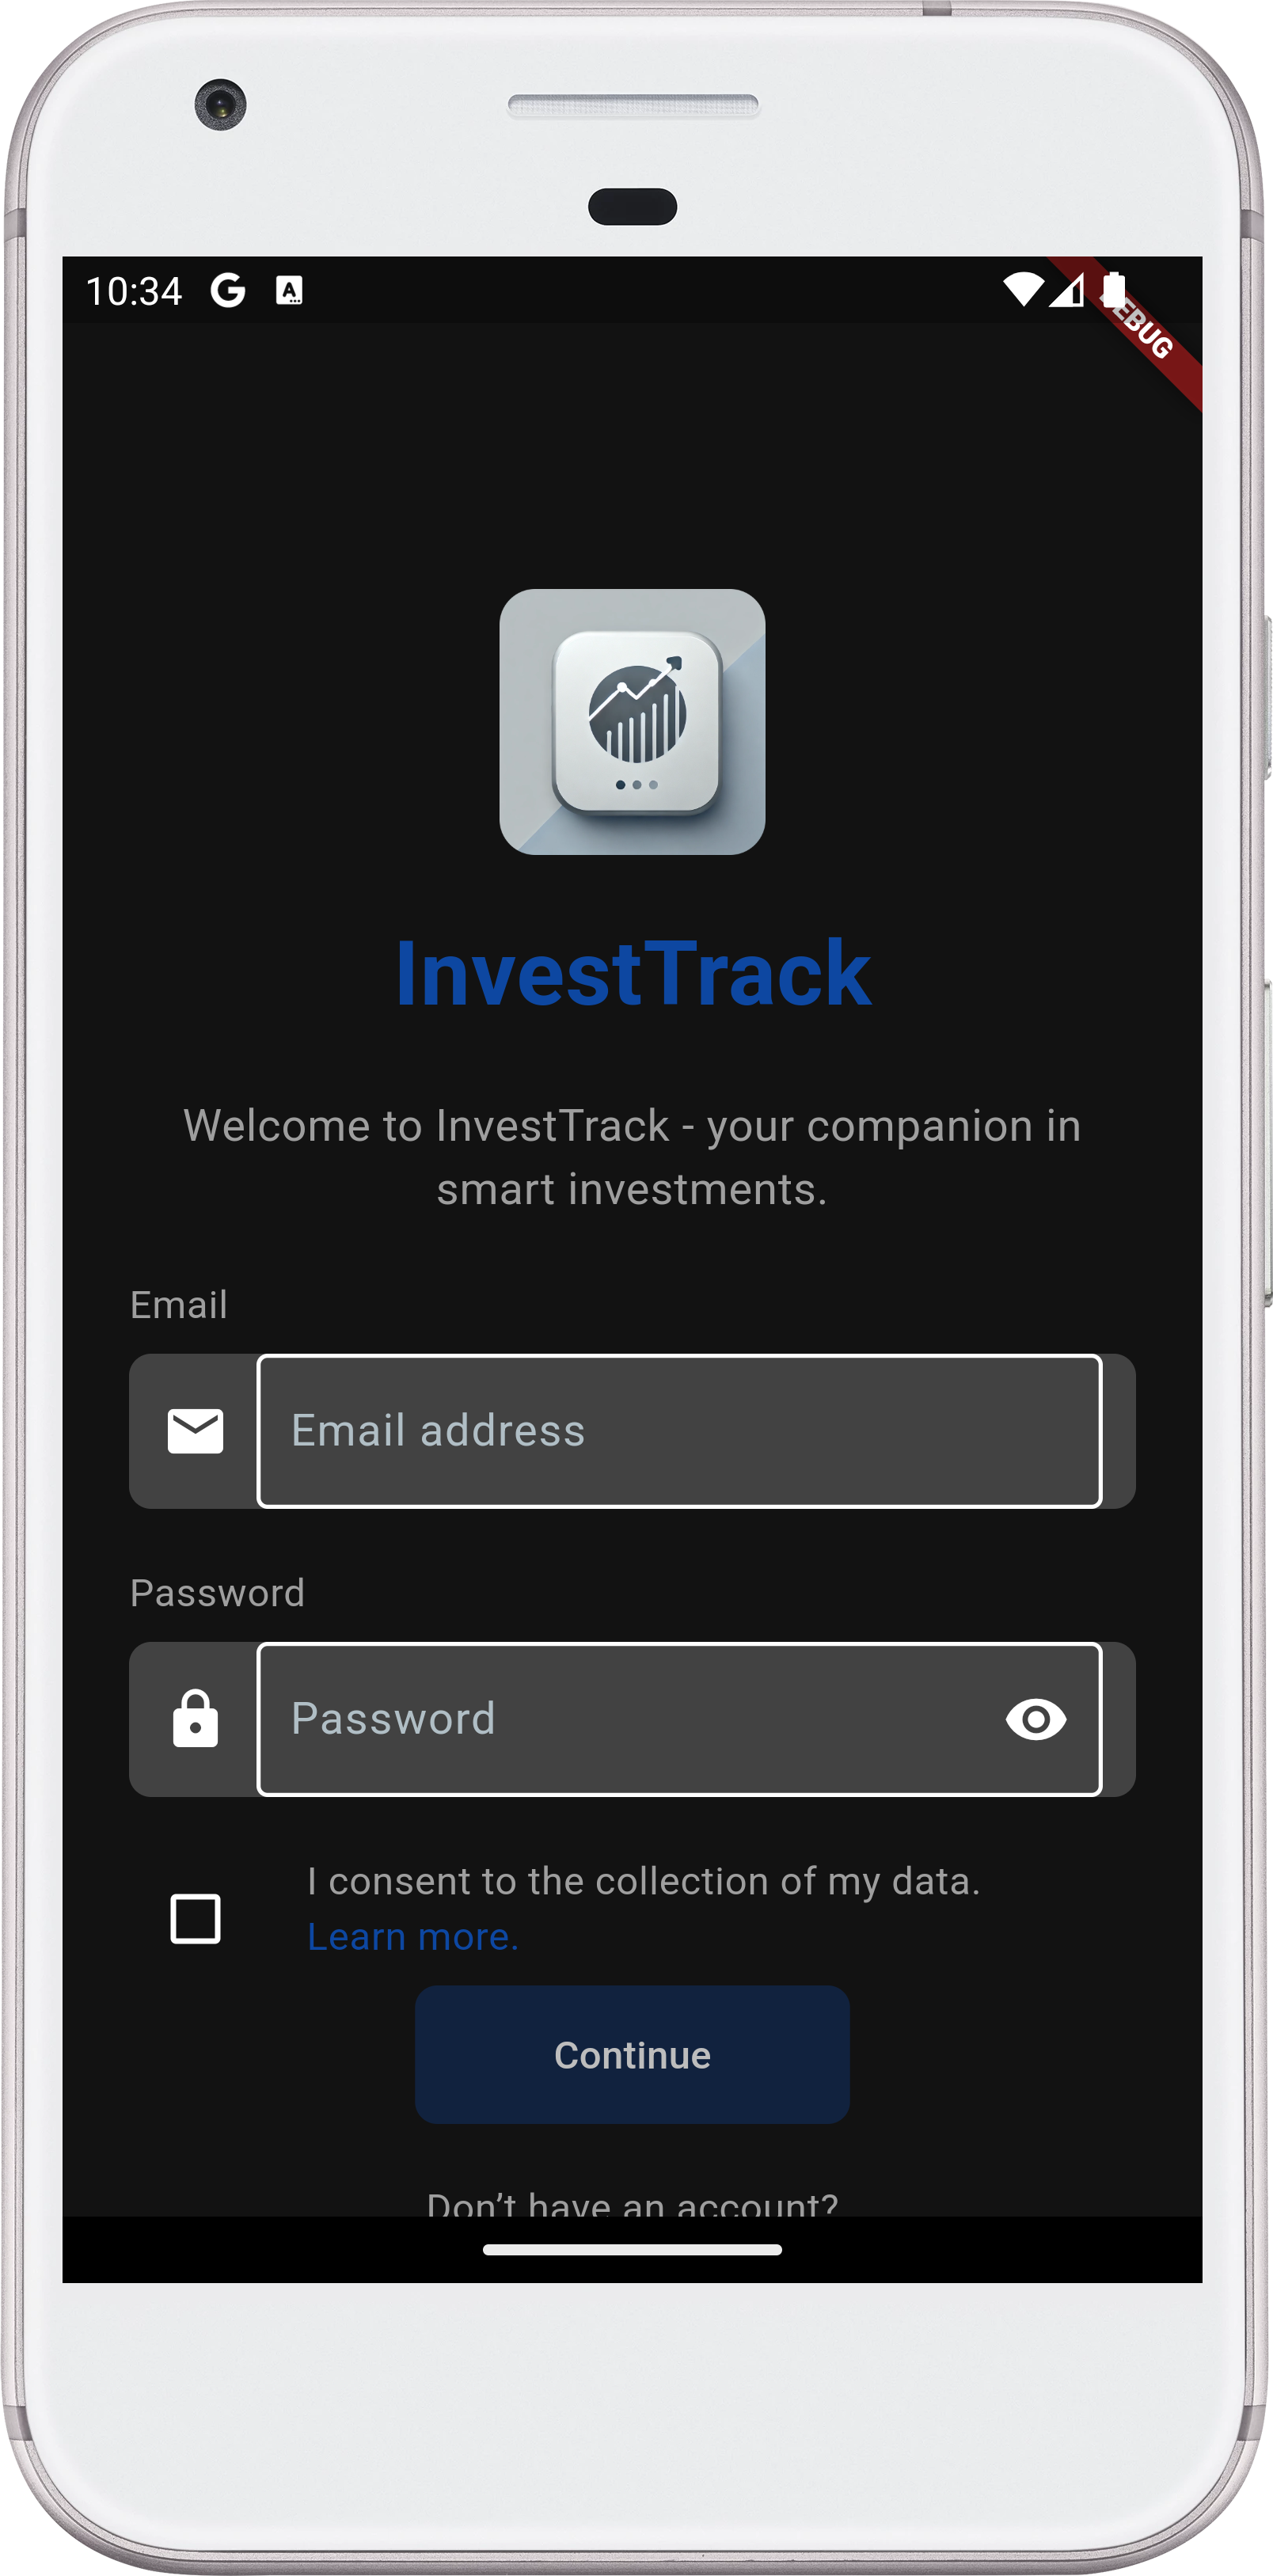 10:34
DEBUG
InvestTrack
Welcome to InvestTrack - your companion in
smart investments.
Email
Email address
Password
Password
I consent to the collection of my data.
Learn more.
Continue
Don’t have an account?